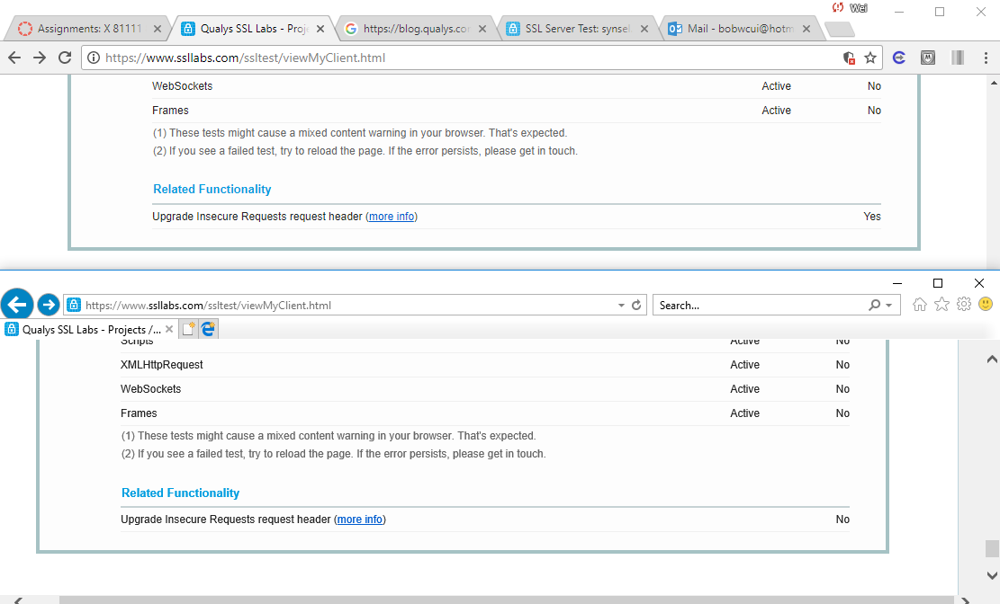 Wei
Assignments: X 81111
Qualys SSL Labs - Proje
https://blog.qualys.com
SSL Server Test: synsel
Mail - bobwcui@hotm
https://www.ssllabs.com/ssltest/viewMyClient.html
WebSockets Active No
Frames Active No
(1) These tests might cause a mixed content warning in your browser. That's expected.
(2) If you see a failed test, try to reload the page. If the error persists, please get in touch.
Related Functionality
Upgrade Insecure Requests request header (more info) Yes
https://www.ssllabs.com/ssltest/viewMyClient.html
Search...
Qualys SSL Labs - Projects /...
Scripts Active No
XMLHttpRequest Active No
WebSockets Active No
Frames Active No
(1) These tests might cause a mixed content warning in your browser. That's expected.
(2) If you see a failed test, try to reload the page. If the error persists, please get in touch.
Related Functionality
Upgrade Insecure Requests request header (more info) No